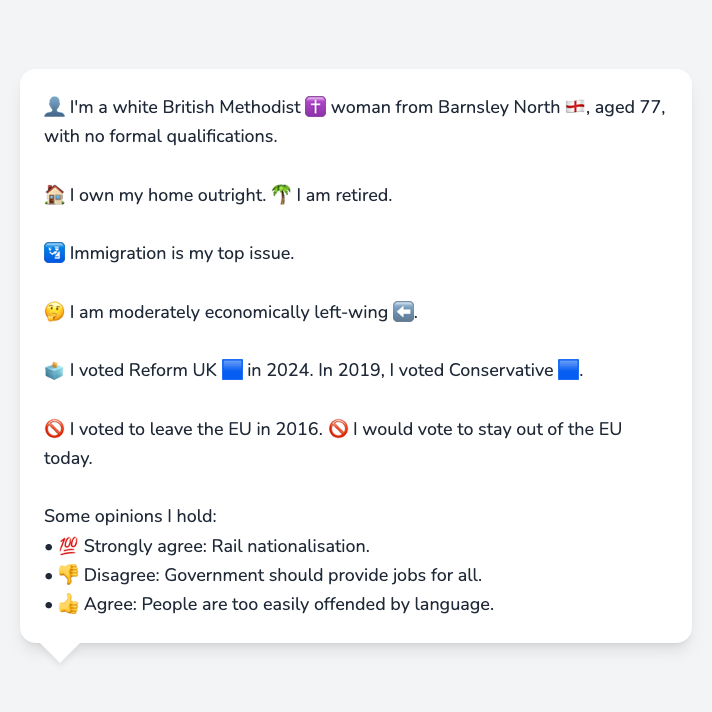 👤 I'm a white British Methodist ✝️ woman from Barnsley North 🏴󠁧󠁢󠁥󠁮󠁧󠁿, aged 77,
with no formal qualifications.
🏠 I own my home outright. 🌴 I am retired.
🛂 Immigration is my top issue.
🤔 I am moderately economically left-wing ⬅️.
🗳️ I voted Reform UK 🟦 in 2024. In 2019, I voted Conservative 🟦.
🚫 I voted to leave the EU in 2016. 🚫 I would vote to stay out of the EU
today.
Some opinions I hold:
• 💯 Strongly agree: Rail nationalisation.
• 👎 Disagree: Government should provide jobs for all.
• 👍 Agree: People are too easily offended by language.